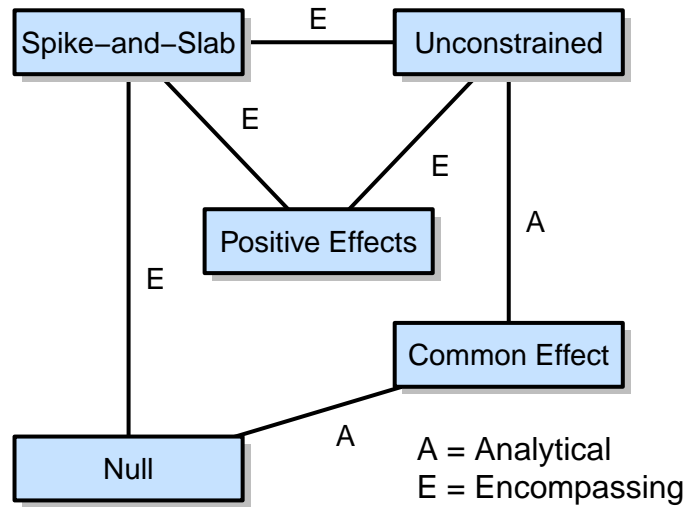 Spike−and−Slab
E
Unconstrained
E
E
Positive Effects
A
E
Common Effect
A
Null
A = Analytical
E = Encompassing